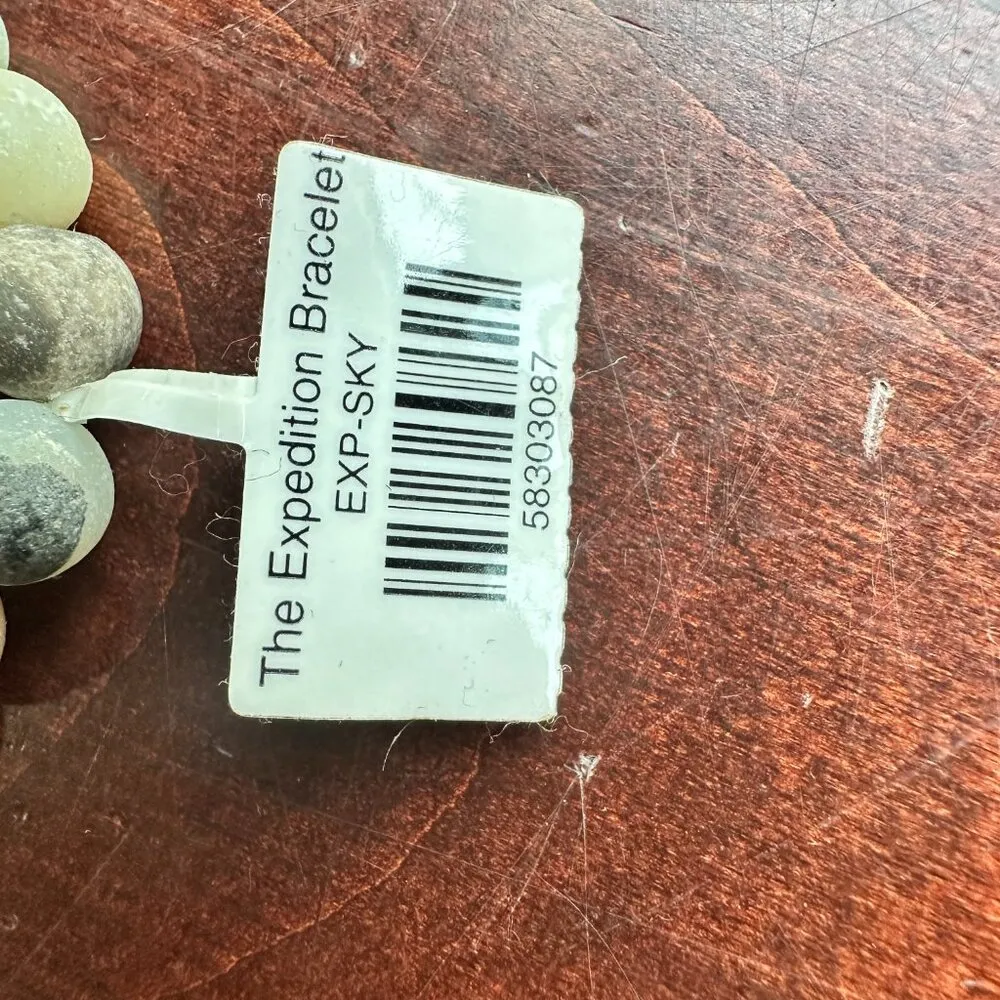 The Expedition Bracelet
EXP-SKY
58303087